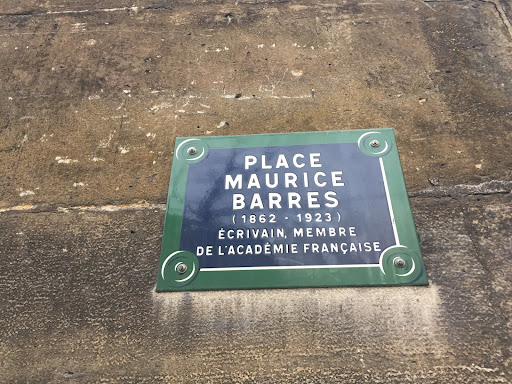 PLACE
MAURICE
BARRES
(1862 - 1923)
ÉCRIVAIN, MEMBRE
DE L'ACADÉMIE FRANÇAISE